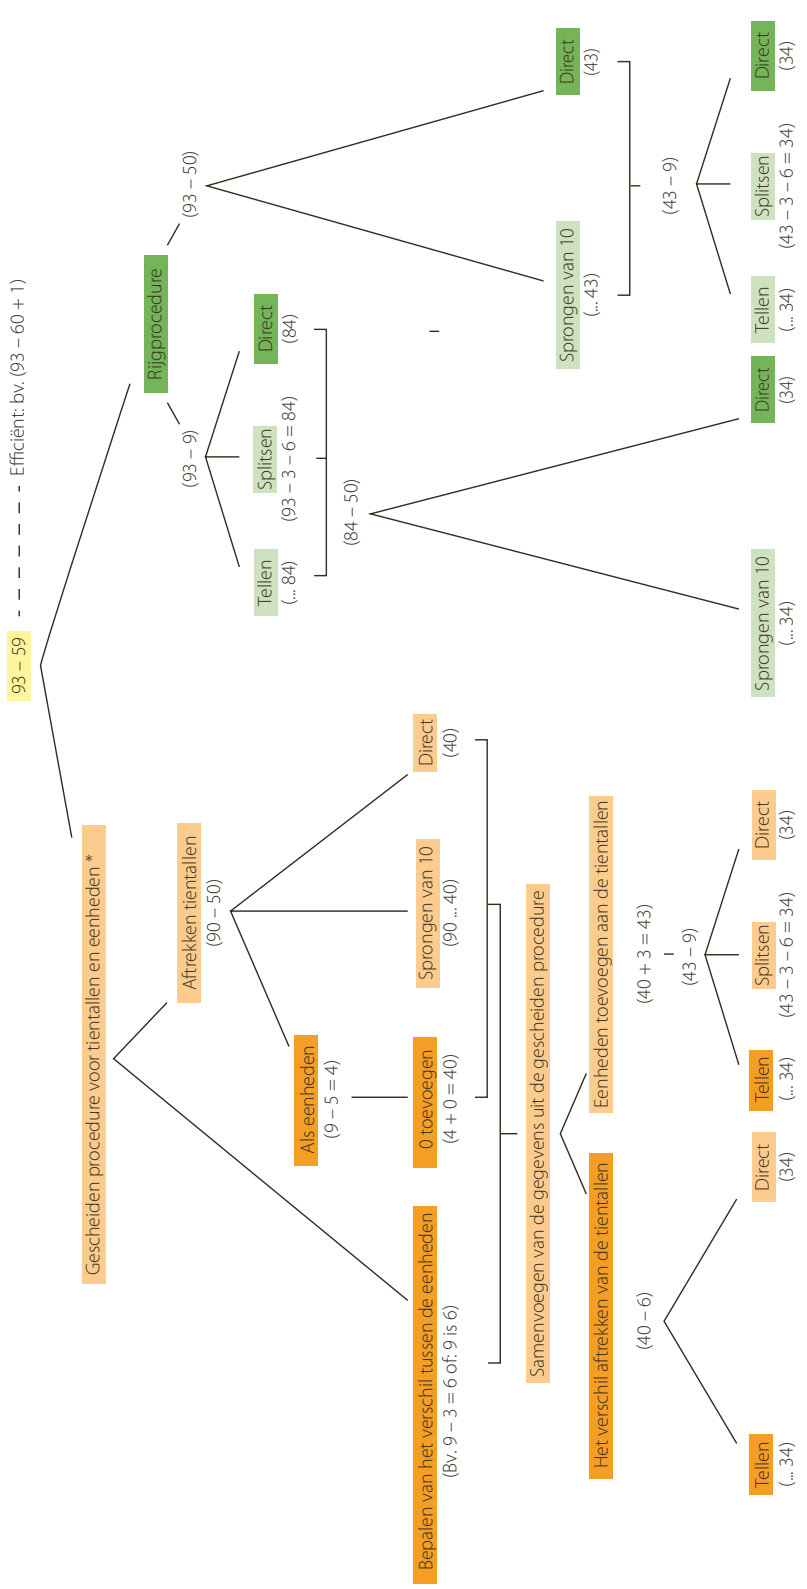 93 – 59
Efficiënt: bv. (93 – 60 + 1)
Gescheiden procedure voor tientallen en eenheden *
Rijgprocedure
Aftrekken tientallen
(90 – 50)
(93 – 9)
(93 – 50)
Als eenheden
(9 – 5 = 4)
Tellen
(... 84)
Splitsen
(93 – 3 – 6 = 84)
Direct
(84)
(84 – 50)
Bepalen van het verschil tussen de eenheden
(Bv. 9 – 3 = 6 of: 9 is 6)
0 toevoegen
(4 + 0 = 40)
Sprongen van 10
(90 ... 40)
Direct
(40)
Samenvoegen van de gegevens uit de gescheiden procedure
Sprongen van 10
(... 43)
Direct
(43)
Het verschil aftrekken van de tientallen
Eenheden toevoegen aan de tientallen
(40 – 6)
(40 + 3 = 43)
(43 – 9)
(43 – 9)
Tellen
(... 34)
Direct
(34)
Tellen
(... 34)
Splitsen
(43 – 3 – 6 = 34)
Direct
(34)
Sprongen van 10
(... 34)
Direct
(34)
Tellen
(... 34)
Splitsen
(43 – 3 – 6 = 34)
Direct
(34)